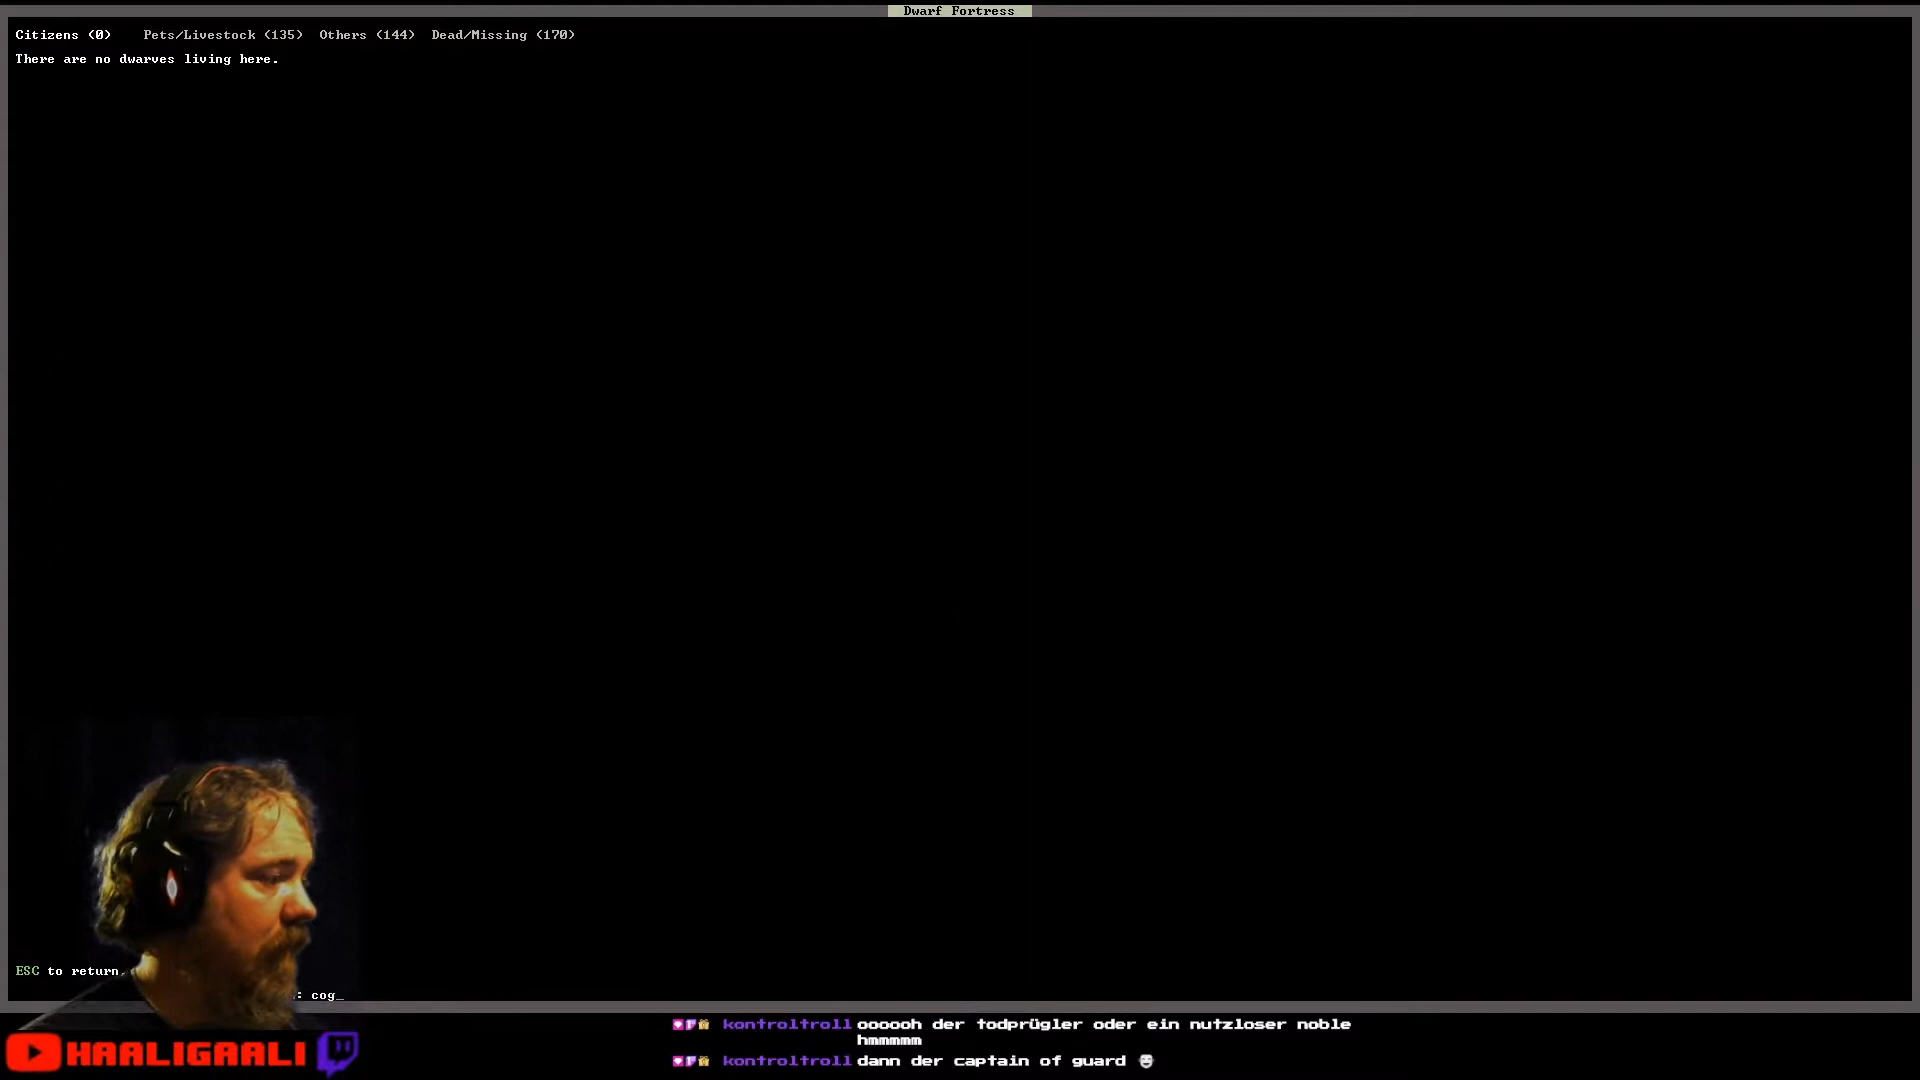 Dwarf Fortress
Citizens (0) Pets/Livestock (135) Others (144) Dead/Missing (170)
There are no dwarves living here.
ESC to return.
: cog_
kontroltroll oooooh der todprügler oder ein nutzloser noble
hmmmmm
kontroltroll dann der captain of guard
HAALIGAALI